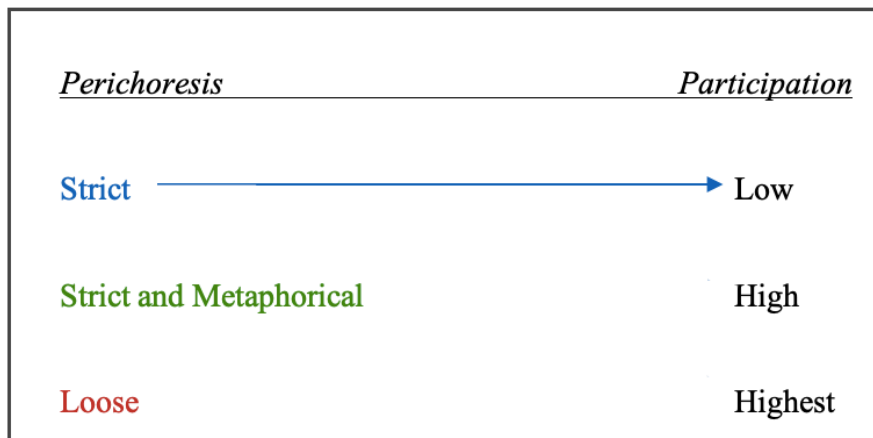 Perichoresis Participation
Strict Low
Strict and Metaphorical High
Loose Highest